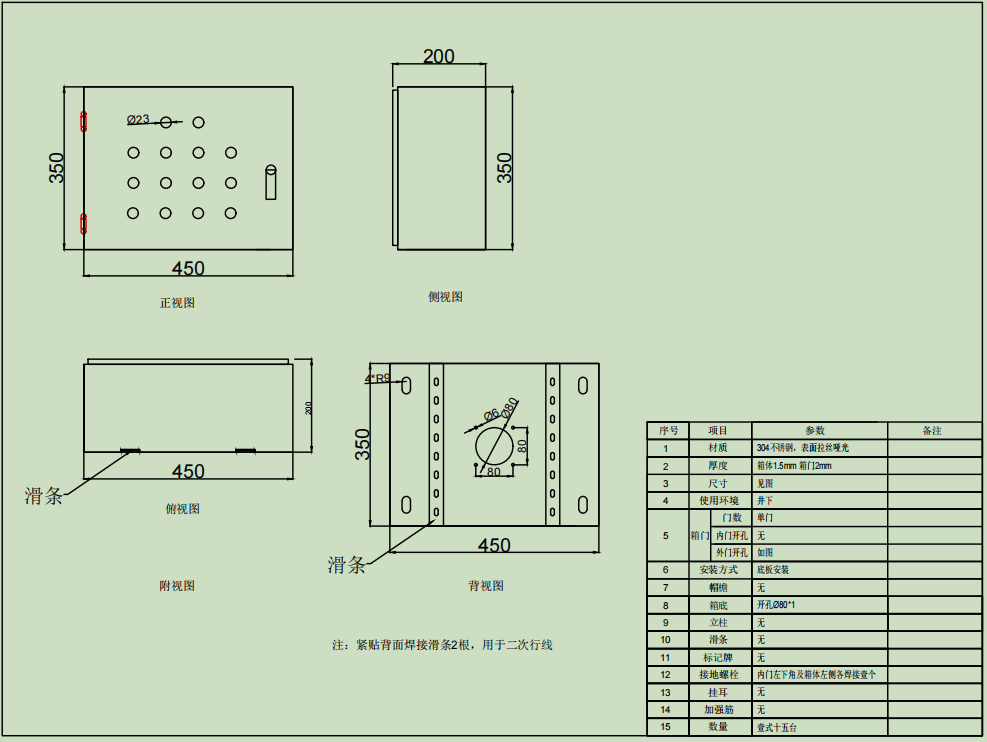 200
Ø23
350
350
450
正视图
侧视图
200
450
滑条
俯视图
附视图
4*R9
Ø6
Ø80
80
80
350
450
滑条
背视图
注：紧贴背面焊接滑条2根，用于二次行线
序号 项目 参数 备注
1 材质 304不锈钢，表面拉丝哑光
2 厚度 箱体1.5mm 箱门2mm
3 尺寸 见图
4 使用环境 井下
5 箱门 门数 单门
内门开孔 无
外门开孔 如图
6 安装方式 底板安装
7 帽檐 无
8 箱底 开孔Ø80*1
9 立柱 无
10 滑条 无
11 标记牌 无
12 接地螺栓 内门左下角及箱体左侧各焊接壹个
13 挂耳 无
14 加强筋 无
15 数量 壹式十五台